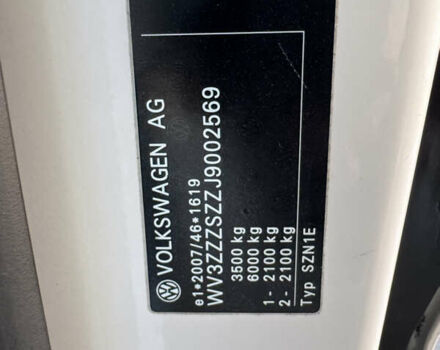 VOLKSWAGEN AG
e1*2007/46*1619
WV3ZZZSZZJ9002569
3500 kg
6000 kg
1- 2100 kg
2- 2100 kg
Typ SZN1E